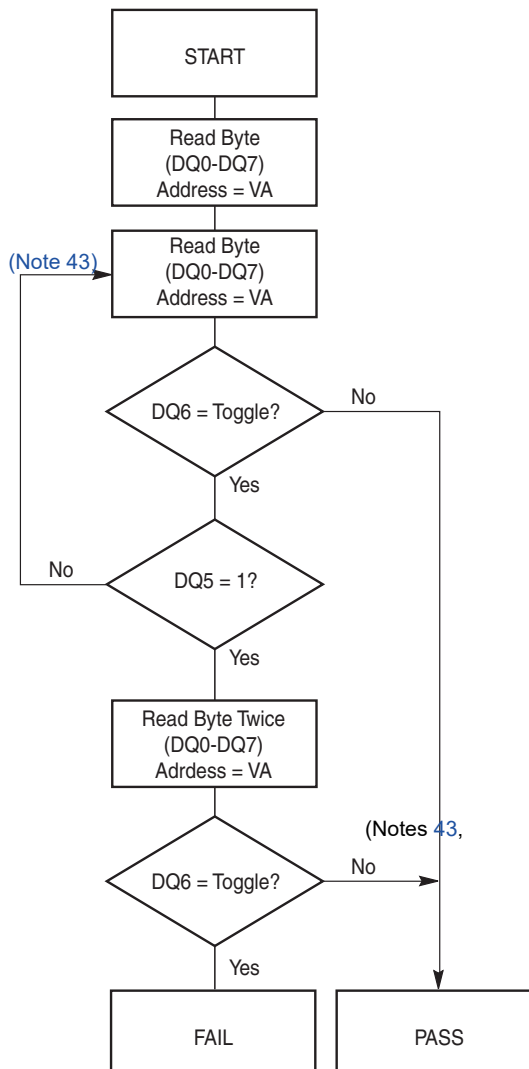 START
Read Byte
(DQ0-DQ7)
Address = VA
(Note 43)
Read Byte
(DQ0-DQ7)
Address = VA
DQ6 = Toggle?
No
Yes
No
DQ5 = 1?
Yes
Read Byte Twice
(DQ0-DQ7)
Adrdess = VA
(Notes 43,
DQ6 = Toggle?
No
Yes
FAIL
PASS